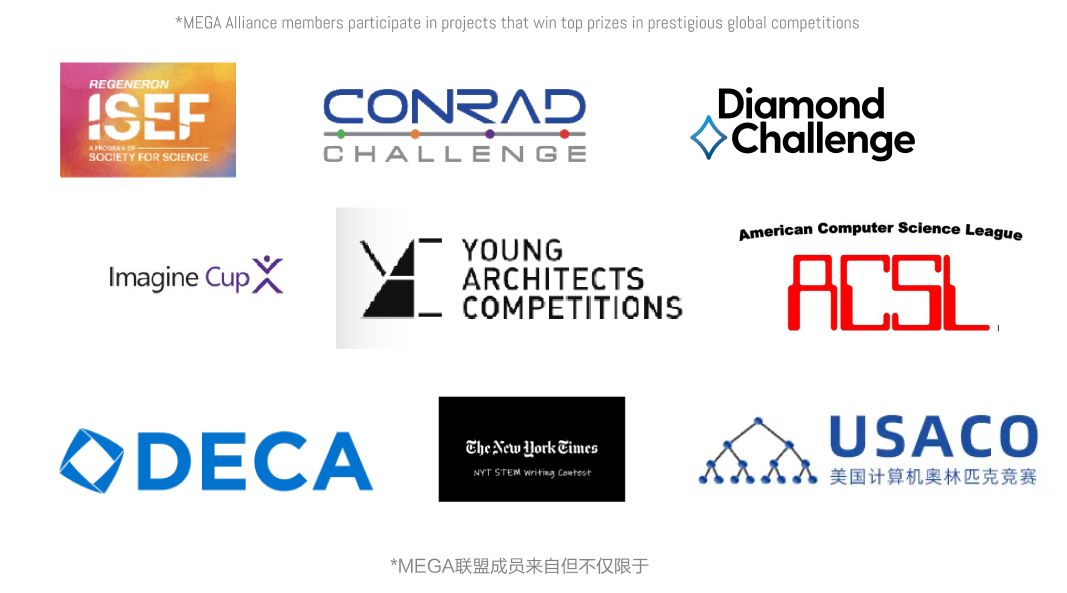 *MEGA Alliance members participate in projects that win top prizes in prestigious global competitions
REGENERON
ISEF
A PROGRAM OF
SOCIETY FOR SCIENCE
CONRAD
CHALLENGE
Diamond
Challenge
Imagine Cup
YOUNG
ARCHITECTS
COMPETITIONS
American Computer Science League
ACSL
DECA
The New York Times
NYT STEM Writing Contest
USACO
美国计算机奥林匹克竞赛
*MEGA联盟成员来自但不仅限于